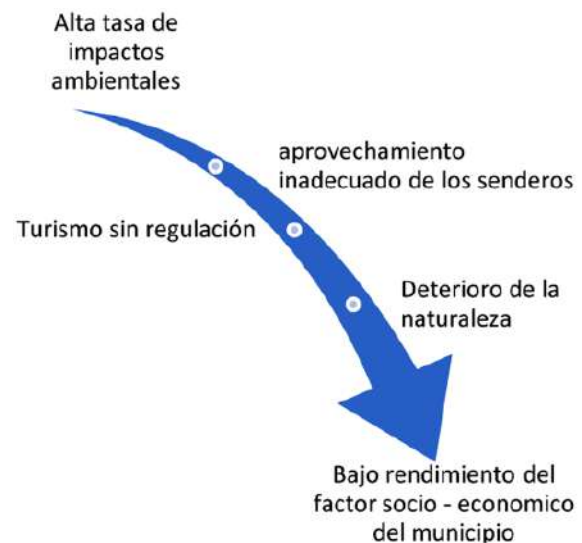 Alta tasa de
impactos
ambientales
aprovechamiento
inadecuado de los senderos
Turismo sin regulación
Deterioro de la
naturaleza
Bajo rendimiento del
factor socio - economico
del municipio